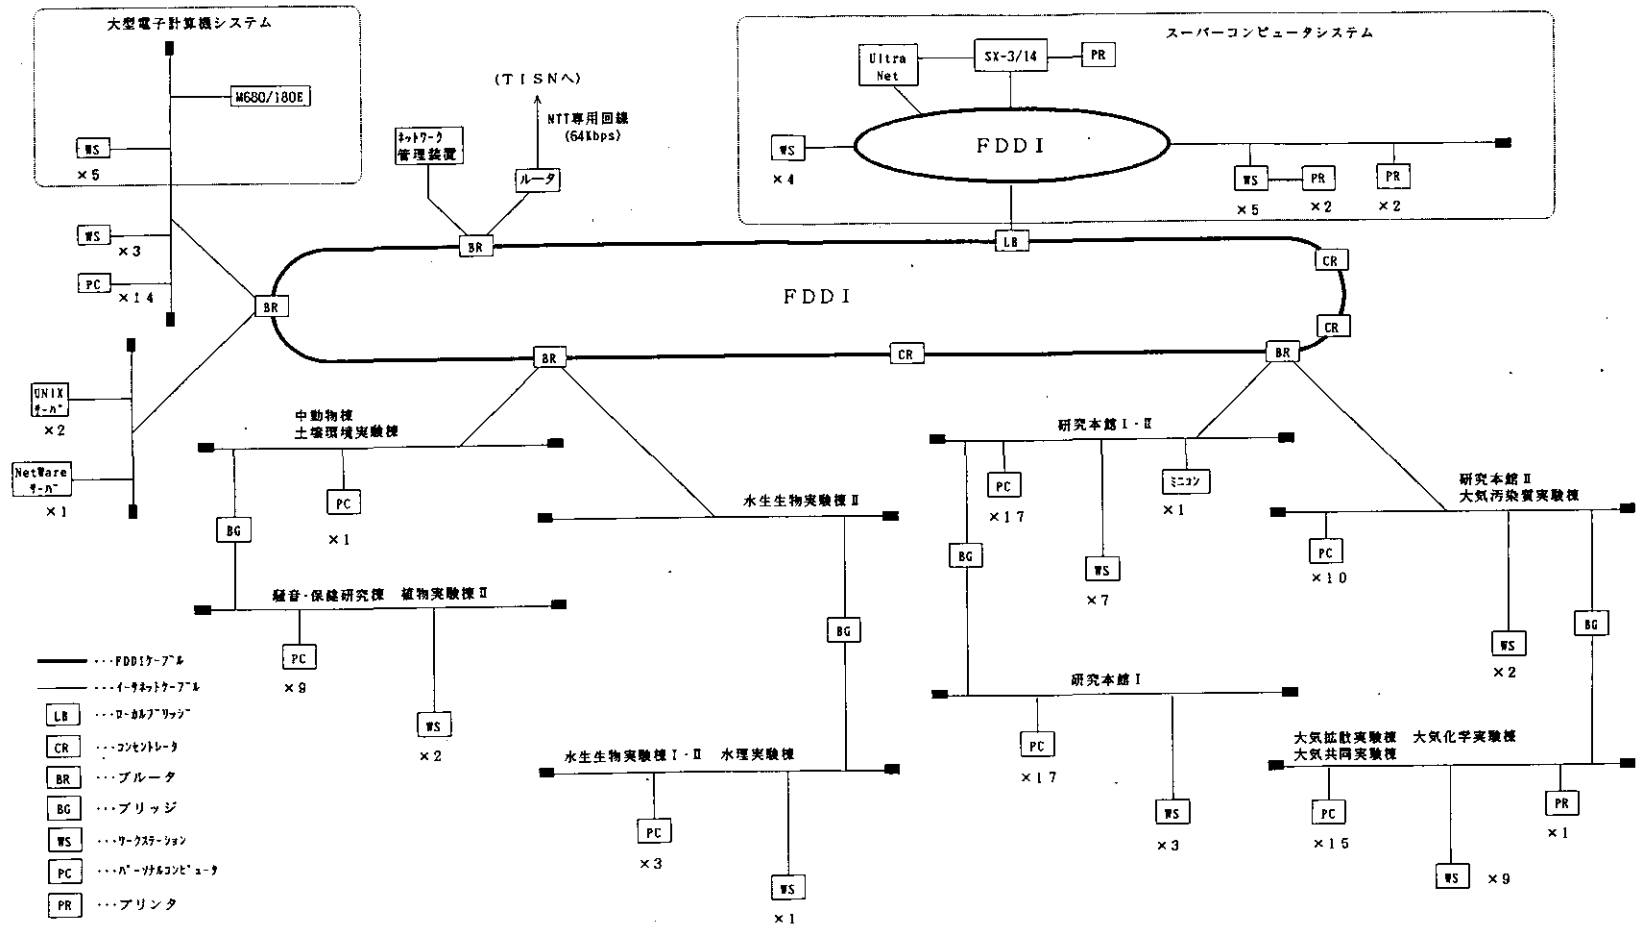 大型電子計算機システム
M680/180E
WS
×5
WS
×3
PC
×14
(TISNへ)
NTT専用回線
(64Kbps)
ネットワーク
管理装置
ルータ
スーパーコンピュータシステム
Ultra
Net
SX-3/14
PR
FDDI
WS
×4
WS
×5
PR
×2
PR
×2
BR
LB
CR
BR
FDDI
CR
BR
CR
BR
UNIX
サーバ
×2
NetWare
サーバ
×1
中動物棟
土壌環境実験棟
PC
×1
BG
騒音・保健研究棟 植物実験棟Ⅱ
PC
×9
WS
×2
水生生物実験棟Ⅱ
BG
水生生物実験棟Ⅰ・Ⅱ 水理実験棟
PC
×3
WS
×1
研究本館Ⅰ・Ⅱ
PC
×17
WS
×7
ミニコン
×1
BG
研究本館Ⅰ
PC
×17
WS
×3
研究本館Ⅱ
大気汚染質実験棟
PC
×10
WS
×2
BG
大気拡散実験棟 大気化学実験棟
大気共同実験棟
PC
×15
WS
×9
PR
×1
・・・FDDIケーブル
・・・イーサネットケーブル
LB ・・・ローカルブリッジ
CR ・・・コンセントレータ
BR ・・・ブルータ
BG ・・・ブリッジ
WS ・・・ワークステーション
PC ・・・パーソナルコンピュータ
PR ・・・プリンタ